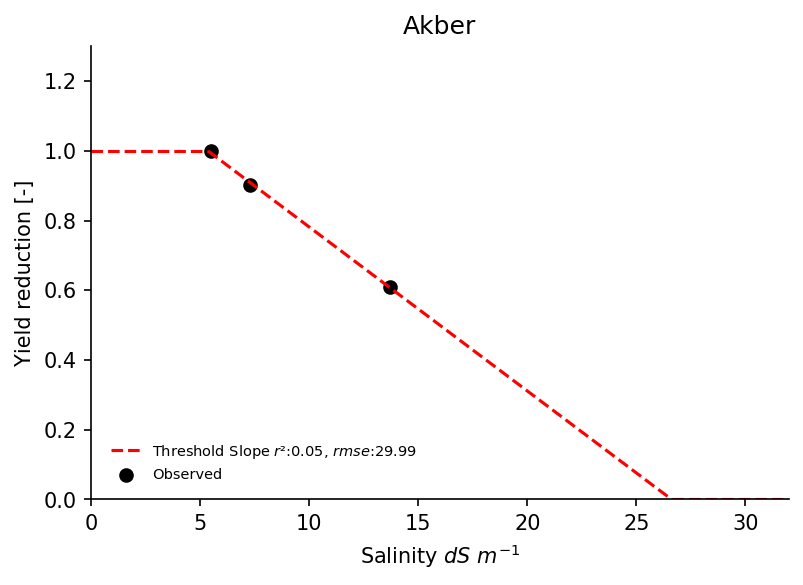 Akber
Yield reduction [-]
1.2
1.0
0.8
0.6
0.4
0.2
0.0
Threshold Slope r²:0.05, rmse:29.99
Observed
0 5 10 15 20 25 30
Salinity dS m⁻¹